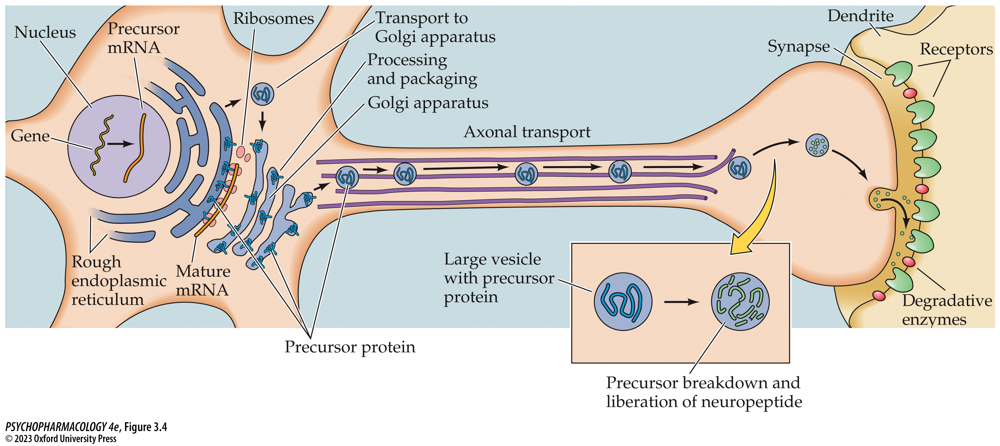 Nucleus
Precursor
mRNA
Ribosomes
Transport to
Golgi apparatus
Processing
and packaging
Golgi apparatus
Gene
Axonal transport
Dendrite
Synapse
Receptors
Rough
endoplasmic
reticulum
Mature
mRNA
Precursor protein
Large vesicle
with precursor
protein
Precursor breakdown and
liberation of neuropeptide
Degradative
enzymes
PSYCHOPHARMACOLOGY 4e, Figure 3.4
© 2023 Oxford University Press